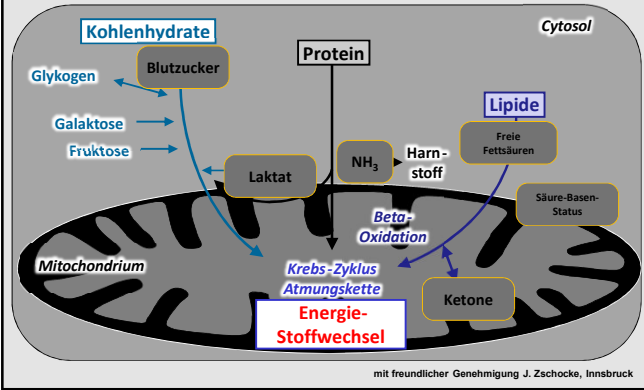 Cytosol
Kohlenhydrate
Blutzucker
Protein
Glykogen
Lipide
Galaktose
Freie
Fettsäuren
Fruktose
Laktat
NH3
Harn-
stoff
Säure-Basen-
Status
Beta-
Oxidation
Mitochondrium
Krebs-Zyklus
Atmungskette
Ketone
Energie-
Stoffwechsel
mit freundlicher Genehmigung J. Zschocke, Innsbruck